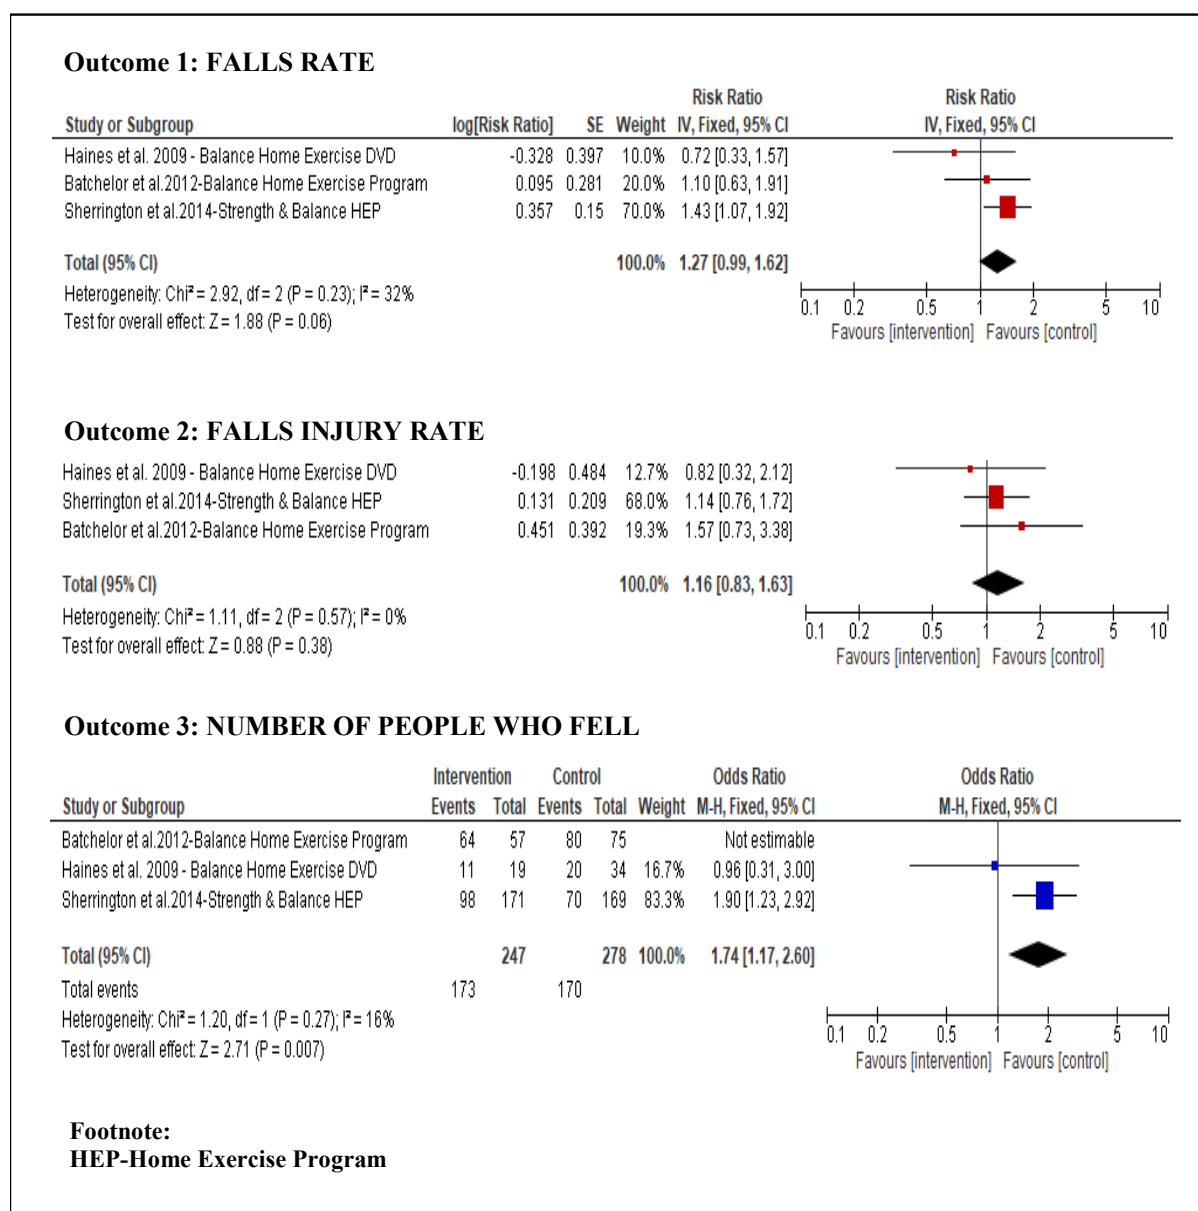 Outcome 1: FALLS RATE
Risk Ratio Risk Ratio
Study or Subgroup log[Risk Ratio] SE Weight IV, Fixed, 95% CI IV, Fixed, 95% CI
Haines et al. 2009 - Balance Home Exercise DVD -0.328 0.397 10.0% 0.72 [0.33, 1.57]
Batchelor et al.2012-Balance Home Exercise Program 0.095 0.281 20.0% 1.10 [0.63, 1.91]
Sherrington et al.2014-Strength & Balance HEP 0.357 0.15 70.0% 1.43 [1.07, 1.92]
Total (95% CI) 100.0% 1.27 [0.99, 1.62]
Heterogeneity: Chi² = 2.92, df = 2 (P = 0.23); I² = 32%
Test for overall effect: Z = 1.88 (P = 0.06)
0.1 0.2 0.5 1 2 5 10
Favours [intervention] Favours [control]
Outcome 2: FALLS INJURY RATE
Haines et al. 2009 - Balance Home Exercise DVD -0.198 0.484 12.7% 0.82 [0.32, 2.12]
Sherrington et al.2014-Strength & Balance HEP 0.131 0.209 68.0% 1.14 [0.76, 1.72]
Batchelor et al.2012-Balance Home Exercise Program 0.451 0.392 19.3% 1.57 [0.73, 3.38]
Total (95% CI) 100.0% 1.16 [0.83, 1.63]
Heterogeneity: Chi² = 1.11, df = 2 (P = 0.57); I² = 0%
Test for overall effect: Z = 0.88 (P = 0.38)
0.1 0.2 0.5 1 2 5 10
Favours [intervention] Favours [control]
Outcome 3: NUMBER OF PEOPLE WHO FELL
Intervention Control Odds Ratio Odds Ratio
Study or Subgroup Events Total Events Total Weight M-H, Fixed, 95% CI M-H, Fixed, 95% CI
Batchelor et al.2012-Balance Home Exercise Program 64 57 80 75 Not estimable
Haines et al. 2009 - Balance Home Exercise DVD 11 19 20 34 16.7% 0.96 [0.31, 3.00]
Sherrington et al.2014-Strength & Balance HEP 98 171 70 169 83.3% 1.90 [1.23, 2.92]
Total (95% CI) 247 278 100.0% 1.74 [1.17, 2.60]
Total events 173 170
Heterogeneity: Chi² = 1.20, df = 1 (P = 0.27); I² = 16%
Test for overall effect: Z = 2.71 (P = 0.007)
0.1 0.2 0.5 1 2 5 10
Favours [intervention] Favours [control]
Footnote:
HEP-Home Exercise Program